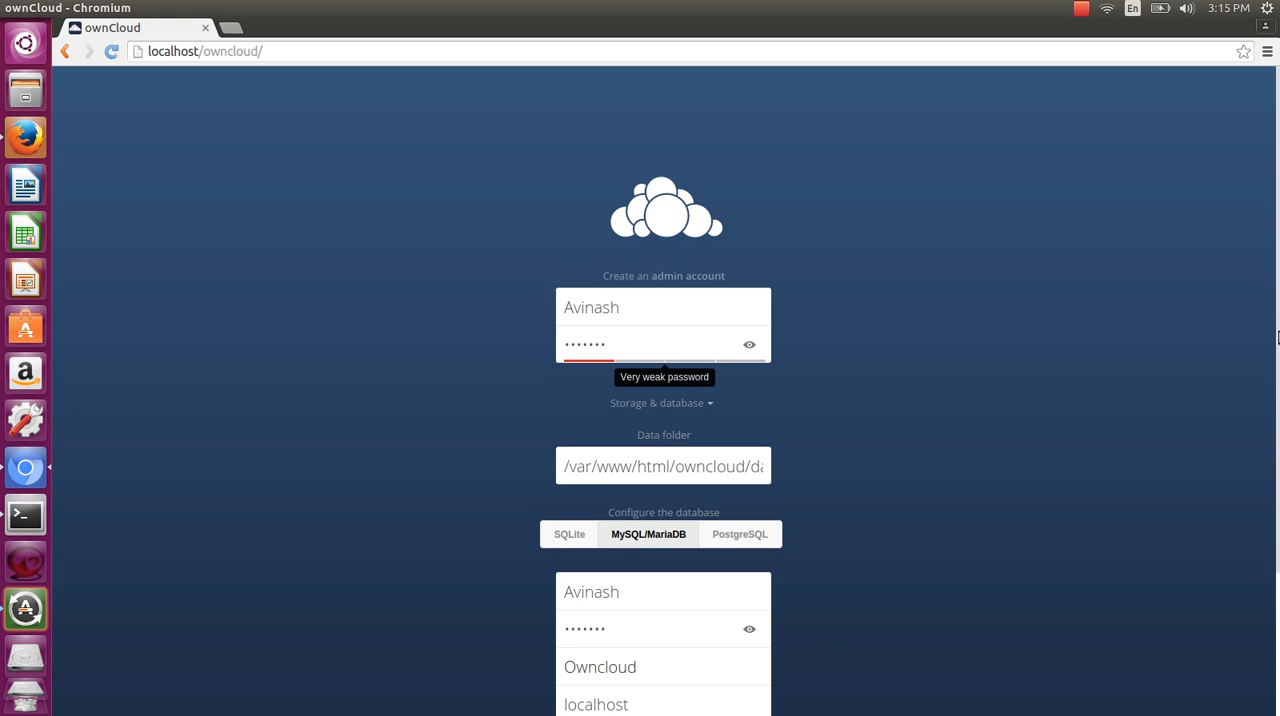 ownCloud - Chromium
En
3:15 PM
ownCloud
localhost/owncloud/
Create an admin account
Avinash
•••••••
Very weak password
Storage & database
Data folder
/var/www/html/owncloud/da
Configure the database
SQLite MySQL/MariaDB PostgreSQL
Avinash
•••••••
Owncloud
localhost